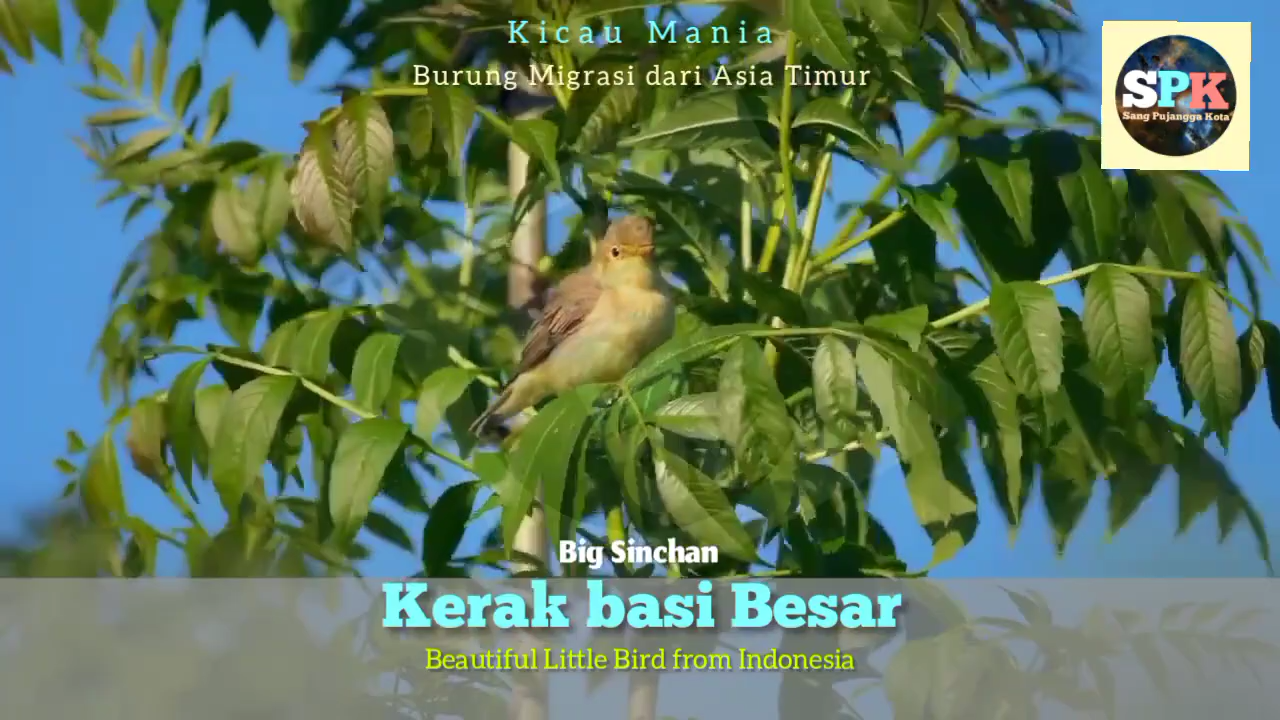 Kicau Mania
Burung Migrasi dari Asia Timur
SPK
Sang Pujangga Kota
Big Sinchan
Kerak basi Besar
Beautiful Little Bird from Indonesia